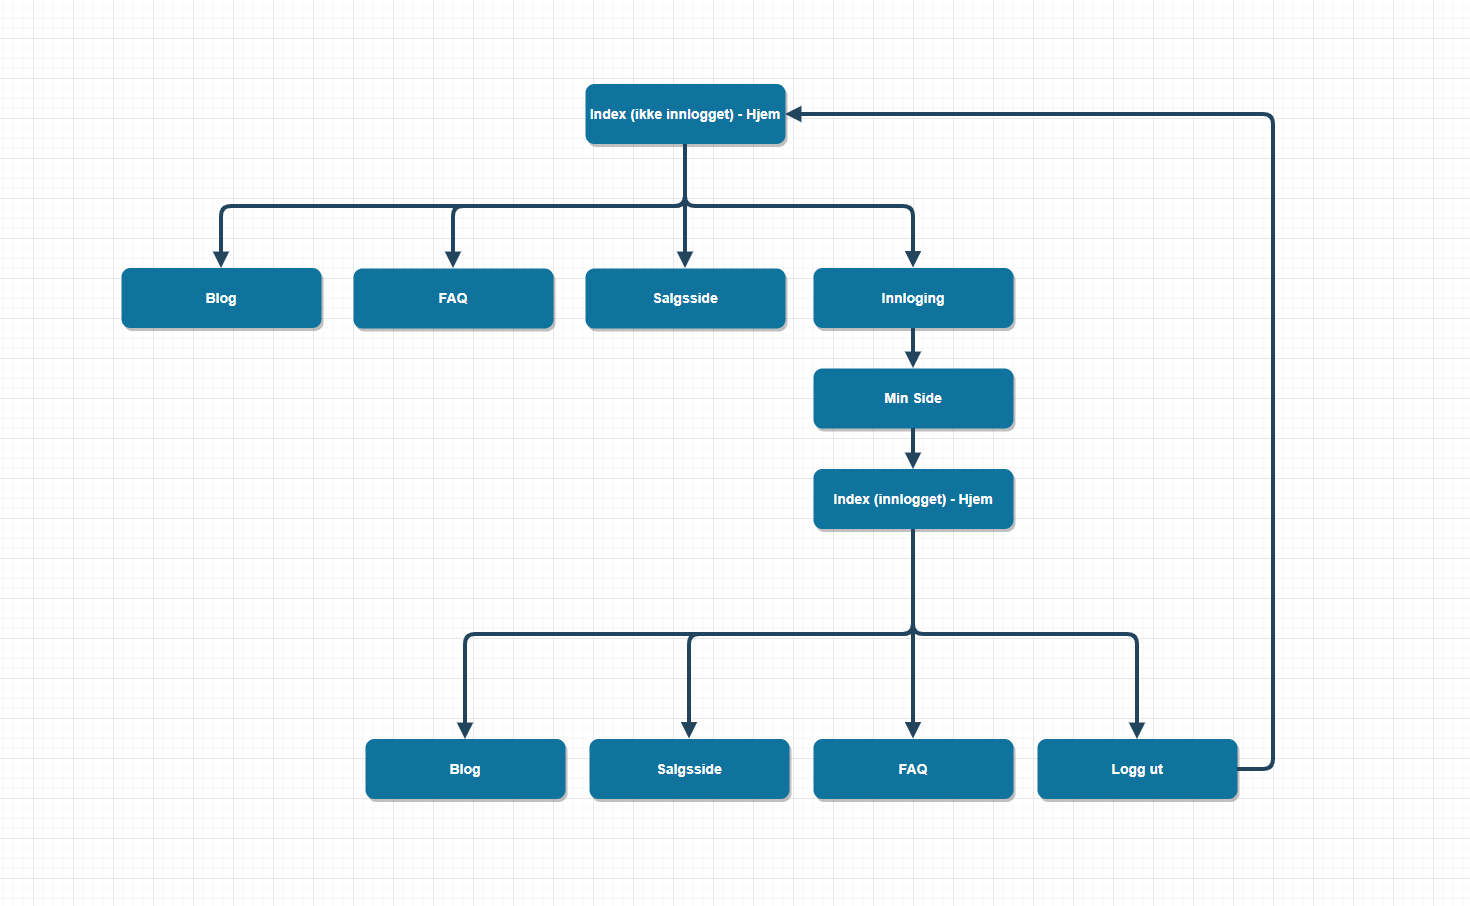 Index (ikke innlogget) - Hjem
Blog
FAQ
Salgsside
Innloging
Min Side
Index (innlogget) - Hjem
Blog
Salgsside
FAQ
Logg ut